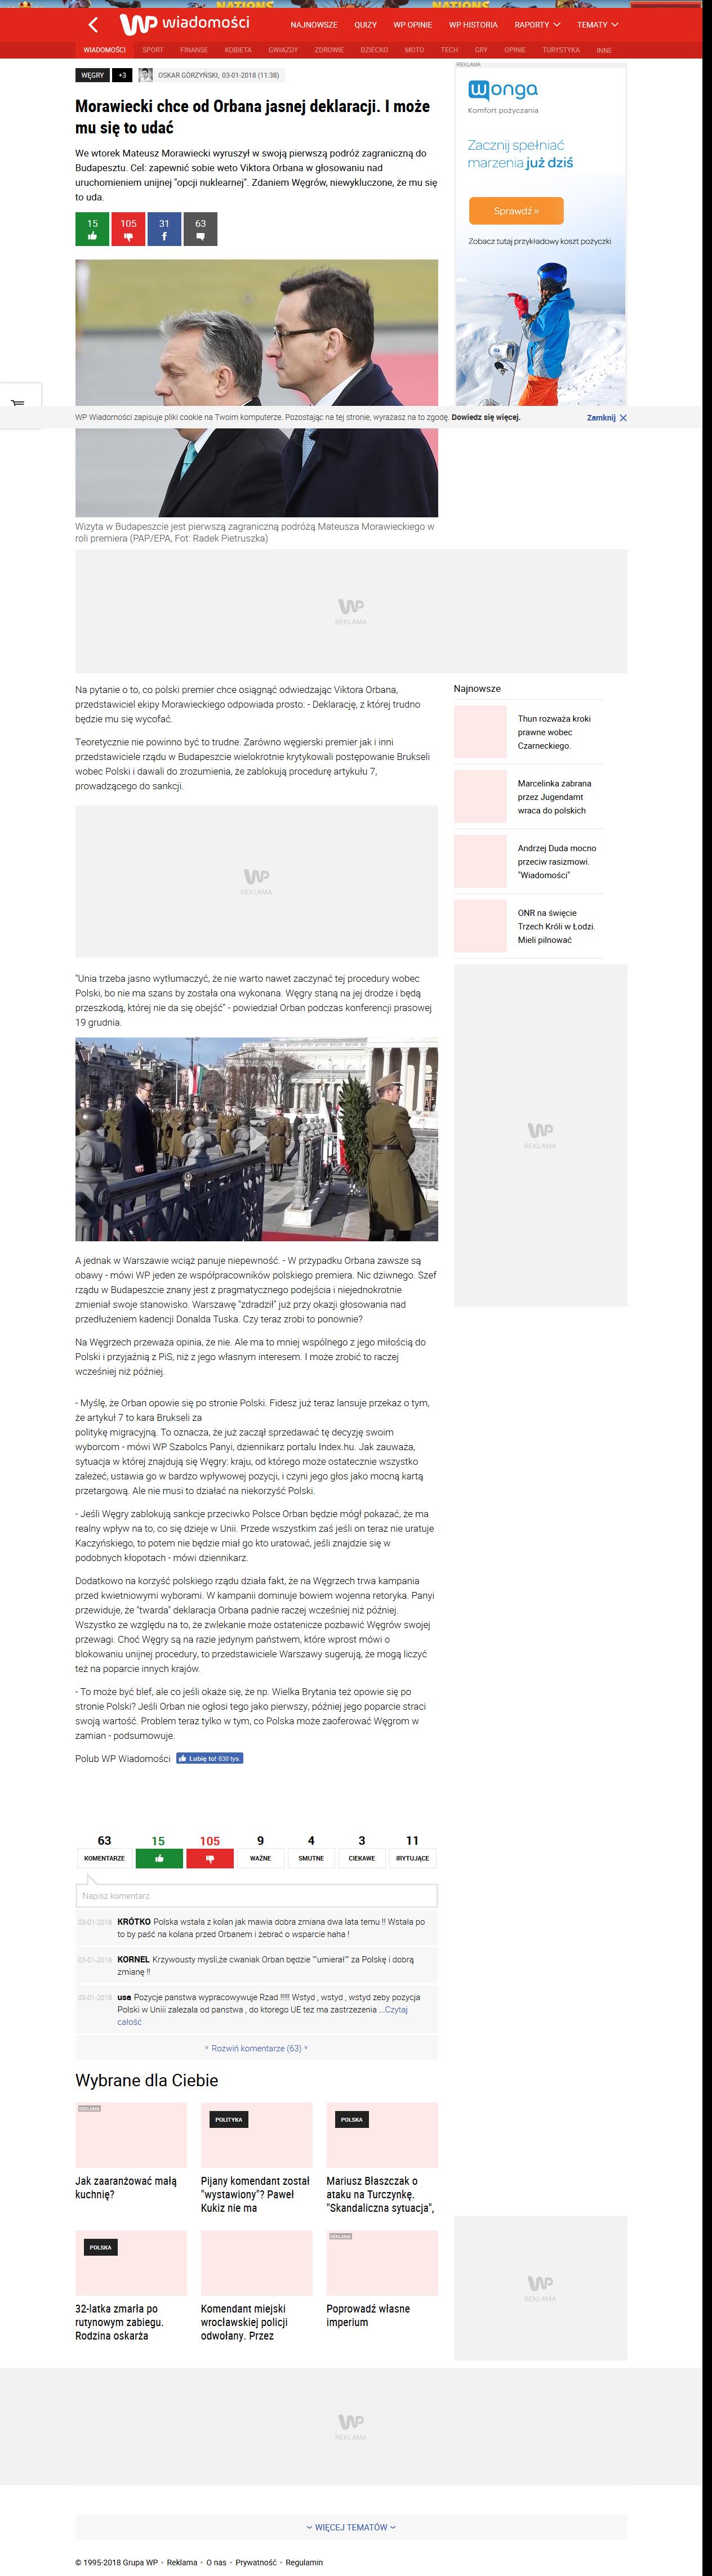 NATIONS
NATIONS
WP wiadomości
NAJNOWSZE QUIZY WP OPINIE WP HISTORIA RAPORTY TEMATY
WIADOMOŚCI SPORT FINANSE KOBIETA GWIAZDY ZDROWIE DZIECKO MOTO TECH GRY OPINIE TURYSTYKA INNE
WĘGRY +3 OSKAR GÓRZYŃSKI, 03-01-2018 (11:38)
Morawiecki chce od Orbana jasnej deklaracji. I może
mu się to udać
We wtorek Mateusz Morawiecki wyruszył w swoją pierwszą podróż zagraniczną do
Budapesztu. Cel: zapewnić sobie weto Viktora Orbana w głosowaniu nad
uruchomieniem unijnej "opcji nuklearnej". Zdaniem Węgrów, niewykluczone, że mu się
to uda.
15 105 31 63
REKLAMA
wonga
Komfort pożyczania
Zacznij spełniać
marzenia już dziś
Sprawdź »
Zobacz tutaj przykładowy koszt pożyczki
WP Wiadomości zapisuje pliki cookie na Twoim komputerze. Pozostając na tej stronie, wyrażasz na to zgodę. Dowiedz się więcej.
Zamknij
Wizyta w Budapeszcie jest pierwszą zagraniczną podróżą Mateusza Morawieckiego w
roli premiera (PAP/EPA, Fot: Radek Pietruszka)
WP
REKLAMA
Na pytanie o to, co polski premier chce osiągnąć odwiedzając Viktora Orbana,
przedstawiciel ekipy Morawieckiego odpowiada prosto: - Deklarację, z której trudno
będzie mu się wycofać.
Teoretycznie nie powinno być to trudne. Zarówno węgierski premier jak i inni
przedstawiciele rządu w Budapeszcie wielokrotnie krytykowali postępowanie Brukseli
wobec Polski i dawali do zrozumienia, że zablokują procedurę artykułu 7,
prowadzącego do sankcji.
WP
REKLAMA
Najnowsze
Thun rozważa kroki
prawne wobec
Czarneckiego.
Marcelinka zabrana
przez Jugendamt
wraca do polskich
Andrzej Duda mocno
przeciw rasizmowi.
"Wiadomości"
ONR na święcie
Trzech Króli w Łodzi.
Mieli pilnować
WP
REKLAMA
"Unia trzeba jasno wytłumaczyć, że nie warto nawet zaczynać tej procedury wobec
Polski, bo nie ma szans by została ona wykonana. Węgry staną na jej drodze i będą
przeszkodą, której nie da się obejść" - powiedział Orban podczas konferencji prasowej
19 grudnia.
A jednak w Warszawie wciąż panuje niepewność. - W przypadku Orbana zawsze są
obawy - mówi WP jeden ze współpracowników polskiego premiera. Nic dziwnego. Szef
rządu w Budapeszcie znany jest z pragmatycznego podejścia i niejednokrotnie
zmieniał swoje stanowisko. Warszawę "zdradził" już przy okazji głosowania nad
przedłużeniem kadencji Donalda Tuska. Czy teraz zrobi to ponownie?
Na Węgrzech przeważa opinia, że nie. Ale ma to mniej wspólnego z jego miłością do
Polski i przyjaźnią z PiS, niż z jego własnym interesem. I może zrobić to raczej
wcześniej niż później.
- Myślę, że Orban opowie się po stronie Polski. Fidesz już teraz lansuje przekaz o tym,
że artykuł 7 to kara Brukseli za
politykę migracyjną. To oznacza, że już zaczął sprzedawać tę decyzję swoim
wyborcom - mówi WP Szabolcs Panyi, dziennikarz portalu Index.hu. Jak zauważa,
sytuacja w której znajdują się Węgry: kraju, od którego może ostatecznie wszystko
zależeć, ustawia go w bardzo wpływowej pozycji, i czyni jego głos jako mocną kartą
przetargową. Ale nie musi to działać na niekorzyść Polski.
- Jeśli Węgry zablokują sankcje przeciwko Polsce Orban będzie mógł pokazać, że ma
realny wpływ na to, co się dzieje w Unii. Przede wszystkim zaś jeśli on teraz nie uratuje
Kaczyńskiego, to potem nie będzie miał go kto uratować, jeśli znajdzie się w
podobnych kłopotach - mówi dziennikarz.
Dodatkowo na korzyść polskiego rządu działa fakt, że na Węgrzech trwa kampania
przed kwietniowymi wyborami. W kampanii dominuje bowiem wojenna retoryka. Panyi
przewiduje, że "twarda" deklaracja Orbana padnie raczej wcześniej niż później.
Wszystko ze względu na to, że zwlekanie może ostatenicze pozbawić Węgrów swojej
przewagi. Choć Węgry są na razie jedynym państwem, które wprost mówi o
blokowaniu unijnej procedury, to przedstawiciele Warszawy sugerują, że mogą liczyć
też na poparcie innych krajów.
- To może być blef, ale co jeśli okaże się, że np. Wielka Brytania też opowie się po
stronie Polski? Jeśli Orban nie ogłosi tego jako pierwszy, później jego poparcie straci
swoją wartość. Problem teraz tylko w tym, co Polska może zaoferować Węgrom w
zamian - podsumowuje.
Polub WP Wiadomości Lubię to! 630 tys.
63 15 105 9 4 3 11
KOMENTARZE WAŻNE SMUTNE CIEKAWE IRYTUJĄCE
Napisz komentarz
03-01-2018 KRÓTKO Polska wstała z kolan jak mawia dobra zmiana dwa lata temu !! Wstała po
to by paść na kolana przed Orbanem i żebrać o wsparcie haha !
03-01-2018 KORNEL Krzywousty mysli,że cwaniak Orban będzie ""umierał"" za Polskę i dobrą
zmianę !!
03-01-2018 usa Pozycje panstwa wypracowywuje Rzad !!!!! Wstyd , wstyd , wstyd zeby pozycja
Polski w Uniii zalezala od panstwa , do ktorego UE tez ma zastrzezenia ...Czytaj
całość
Rozwiń komentarze (63)
Wybrane dla Ciebie
REKLAMA
Jak zaaranżować małą
kuchnię?
POLITYKA
Pijany komendant został
"wystawiony"? Paweł
Kukiz nie ma
POLSKA
Mariusz Błaszczak o
ataku na Turczynkę.
"Skandaliczna sytuacja",
POLSKA
32-latka zmarła po
rutynowym zabiegu.
Rodzina oskarża
Komendant miejski
wrocławskiej policji
odwołany. Przez
REKLAMA
Poprowadź własne
imperium
WP
REKLAMA
WP
REKLAMA
WIĘCEJ TEMATÓW
© 1995-2018 Grupa WP • Reklama • O nas • Prywatność • Regulamin